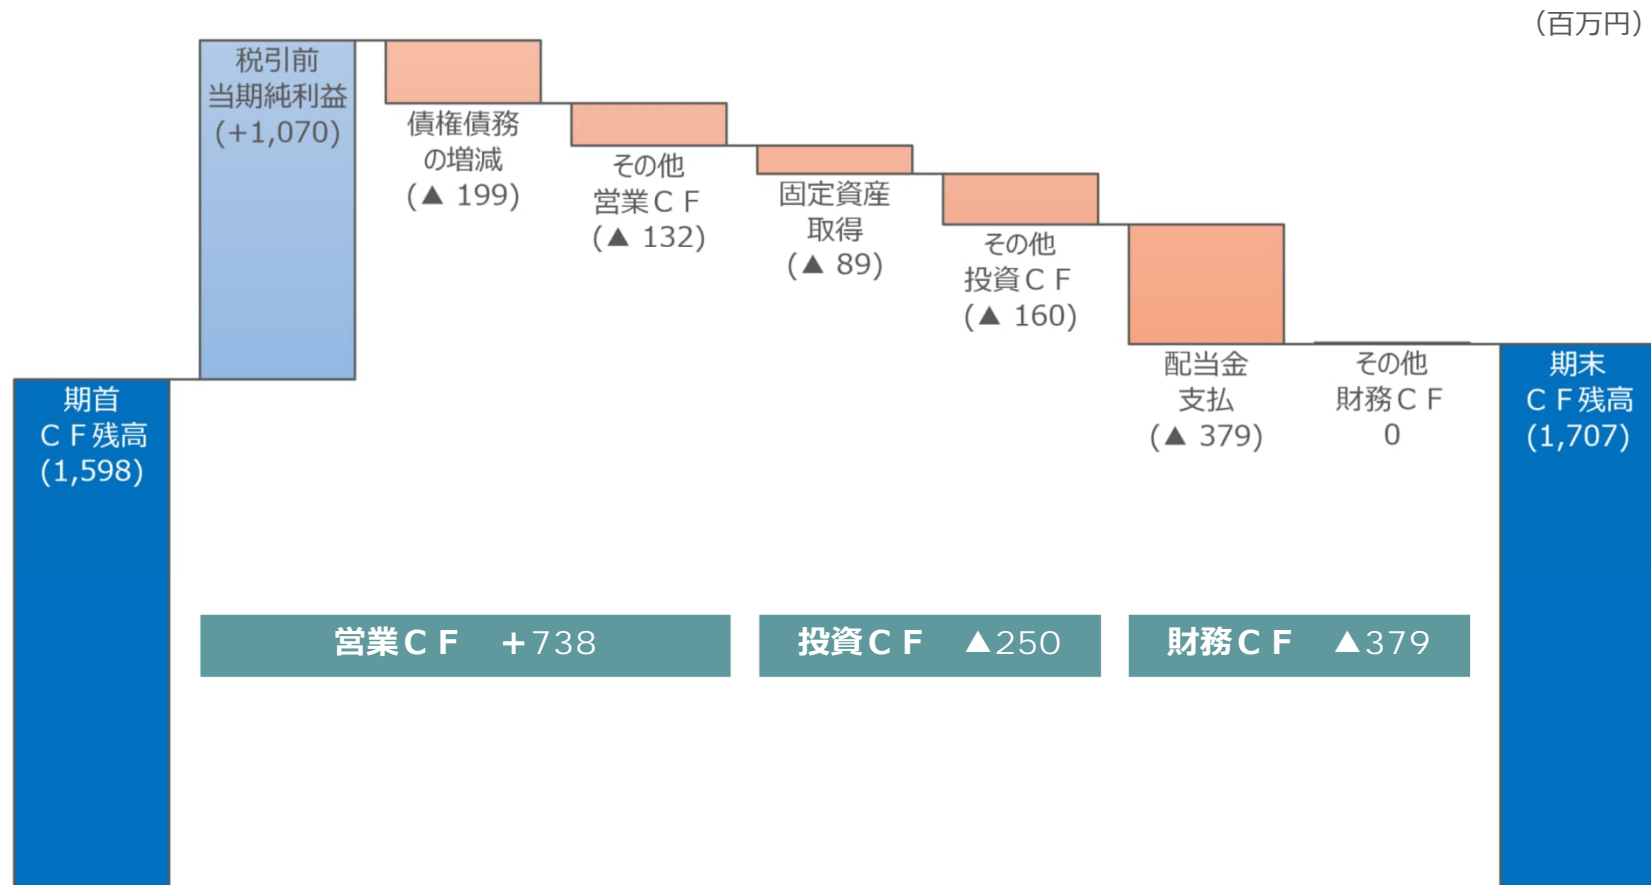 （百万円）
税引前
当期純利益
(+1,070)
債権債務
の増減
(▲ 199)
その他
営業ＣＦ
(▲ 132)
固定資産
取得
(▲ 89)
その他
投資ＣＦ
(▲ 160)
配当金
支払
(▲ 379)
その他
財務ＣＦ
0
期首
ＣＦ残高
(1,598)
期末
ＣＦ残高
(1,707)
営業ＣＦ　+738
投資ＣＦ　▲250
財務ＣＦ　▲379